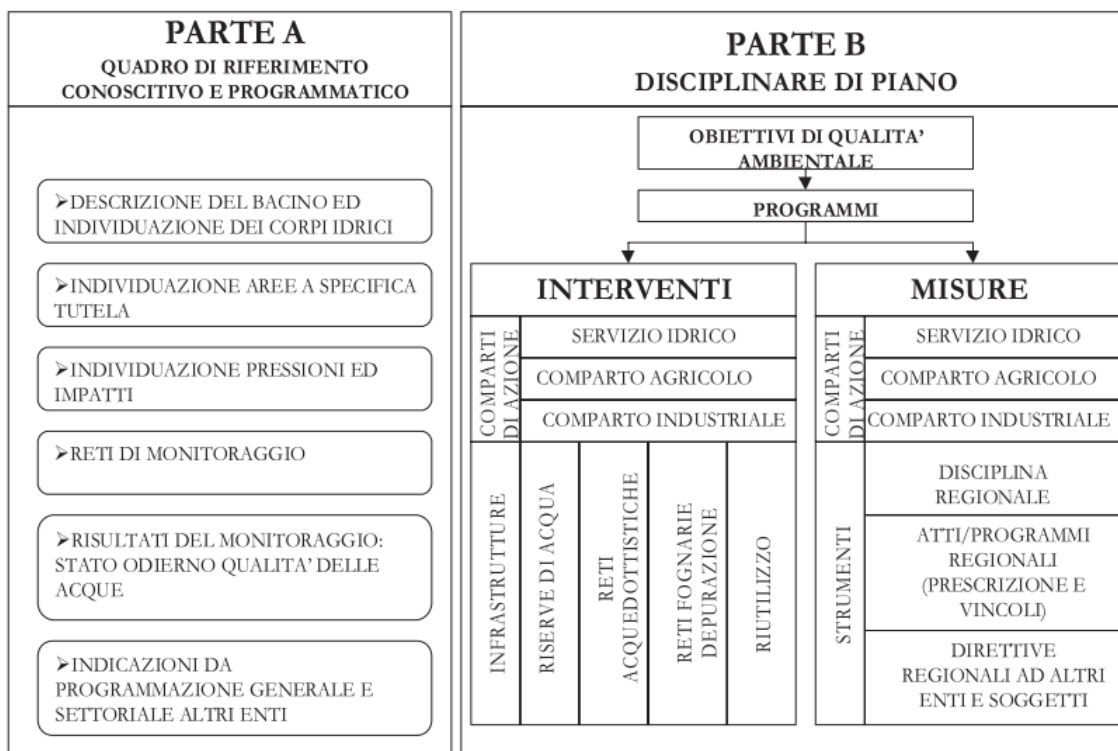 PARTE A
QUADRO DI RIFERIMENTO
CONOSCITIVO E PROGRAMMATICO
➢DESCRIZIONE DEL BACINO ED
INDIVIDUAZIONE DEI CORPI IDRICI
➢INDIVIDUAZIONE AREE A SPECIFICA
TUTELA
➢INDIVIDUAZIONE PRESSIONI ED
IMPATTI
➢RETI DI MONITORAGGIO
➢RISULTATI DEL MONITORAGGIO:
STATO ODIERNO QUALITA' DELLE
ACQUE
➢INDICAZIONI DA
PROGRAMMAZIONE GENERALE E
SETTORIALE ALTRI ENTI
PARTE B
DISCIPLINARE DI PIANO
OBIETTIVI DI QUALITA'
AMBIENTALE
PROGRAMMI
INTERVENTI
COMPARTI
DI AZIONE
SERVIZIO IDRICO
COMPARTO AGRICOLO
COMPARTO INDUSTRIALE
INFRASTRUTTURE
RISERVE DI ACQUA
RETI
ACQUEDOTTISTICHE
RETI FOGNARIE
DEPURAZIONE
RIUTILIZZO
MISURE
COMPARTI
DI AZIONE
SERVIZIO IDRICO
COMPARTO AGRICOLO
COMPARTO INDUSTRIALE
STRUMENTI
DISCIPLINA
REGIONALE
ATTI/PROGRAMMI
REGIONALI
(PRESCRIZIONE E
VINCOLI)
DIRETTIVE
REGIONALI AD ALTRI
ENTI E SOGGETTI